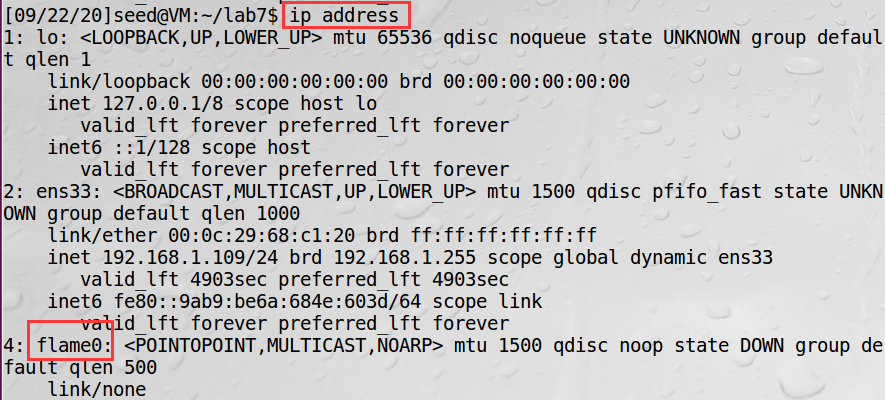 [09/22/20]seed@VM:~/lab7$ ip address
1: lo: <LOOPBACK,UP,LOWER_UP> mtu 65536 qdisc noqueue state UNKNOWN group defaul
t qlen 1
    link/loopback 00:00:00:00:00:00 brd 00:00:00:00:00:00
    inet 127.0.0.1/8 scope host lo
       valid_lft forever preferred_lft forever
    inet6 ::1/128 scope host
       valid_lft forever preferred_lft forever
2: ens33: <BROADCAST,MULTICAST,UP,LOWER_UP> mtu 1500 qdisc pfifo_fast state UNKN
OWN group default qlen 1000
    link/ether 00:0c:29:68:c1:20 brd ff:ff:ff:ff:ff:ff
    inet 192.168.1.109/24 brd 192.168.1.255 scope global dynamic ens33
       valid_lft 4903sec preferred_lft 4903sec
    inet6 fe80::9ab9:be6a:684e:603d/64 scope link
       valid_lft forever preferred_lft forever
4: flame0: <POINTOPOINT,MULTICAST,NOARP> mtu 1500 qdisc noop state DOWN group de
fault qlen 500
    link/none